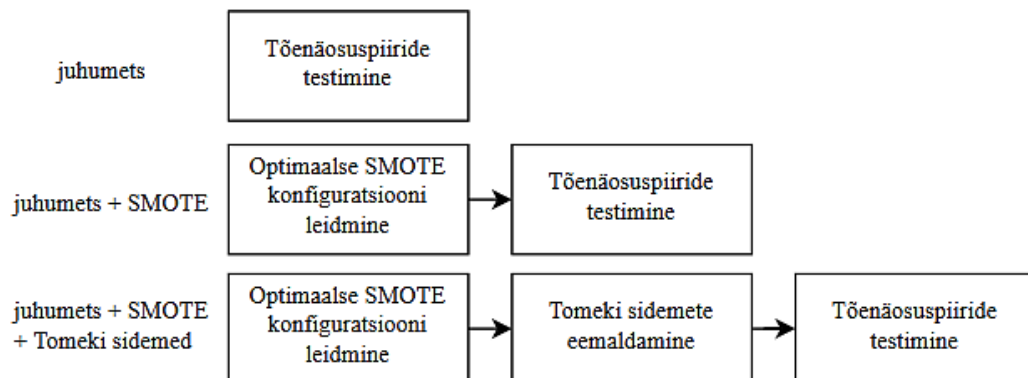 juhumets
Tõenäosuspiiride
testimine
juhumets + SMOTE
Optimaalse SMOTE
konfiguratsiooni
leidmine
Tõenäosuspiiride
testimine
juhumets + SMOTE
+ Tomeki sidemed
Optimaalse SMOTE
konfiguratsiooni
leidmine
Tomeki sidemete
eemaldamine
Tõenäosuspiiride
testimine